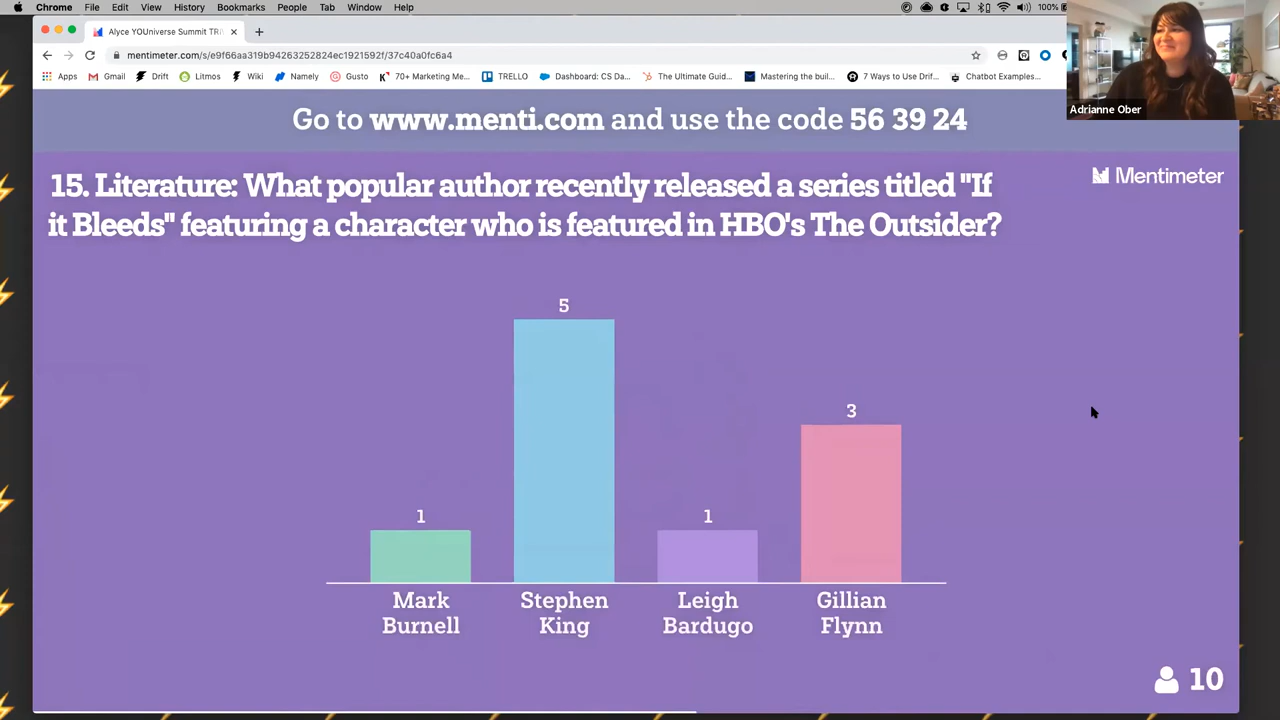 Chrome File Edit View History Bookmarks People Tab Window Help 100%
Alyce YOUniverse Summit TRi
mentimeter.com/s/e9f66aa319b94263252824ec1921592f/37c40a0fc6a4
Apps Gmail Drift Litmos Wiki Namely Gusto 70+ Marketing Me... TRELLO Dashboard: CS Da... The Ultimate Guid... Mastering the buil... 7 Ways to Use Drif... Chatbot Examples...
Adrianne Ober
Go to www.menti.com and use the code 56 39 24
Mentimeter
15. Literature: What popular author recently released a series titled "If
it Bleeds" featuring a character who is featured in HBO's The Outsider?
5
3
1
1
Mark
Burnell
Stephen
King
Leigh
Bardugo
Gillian
Flynn
10